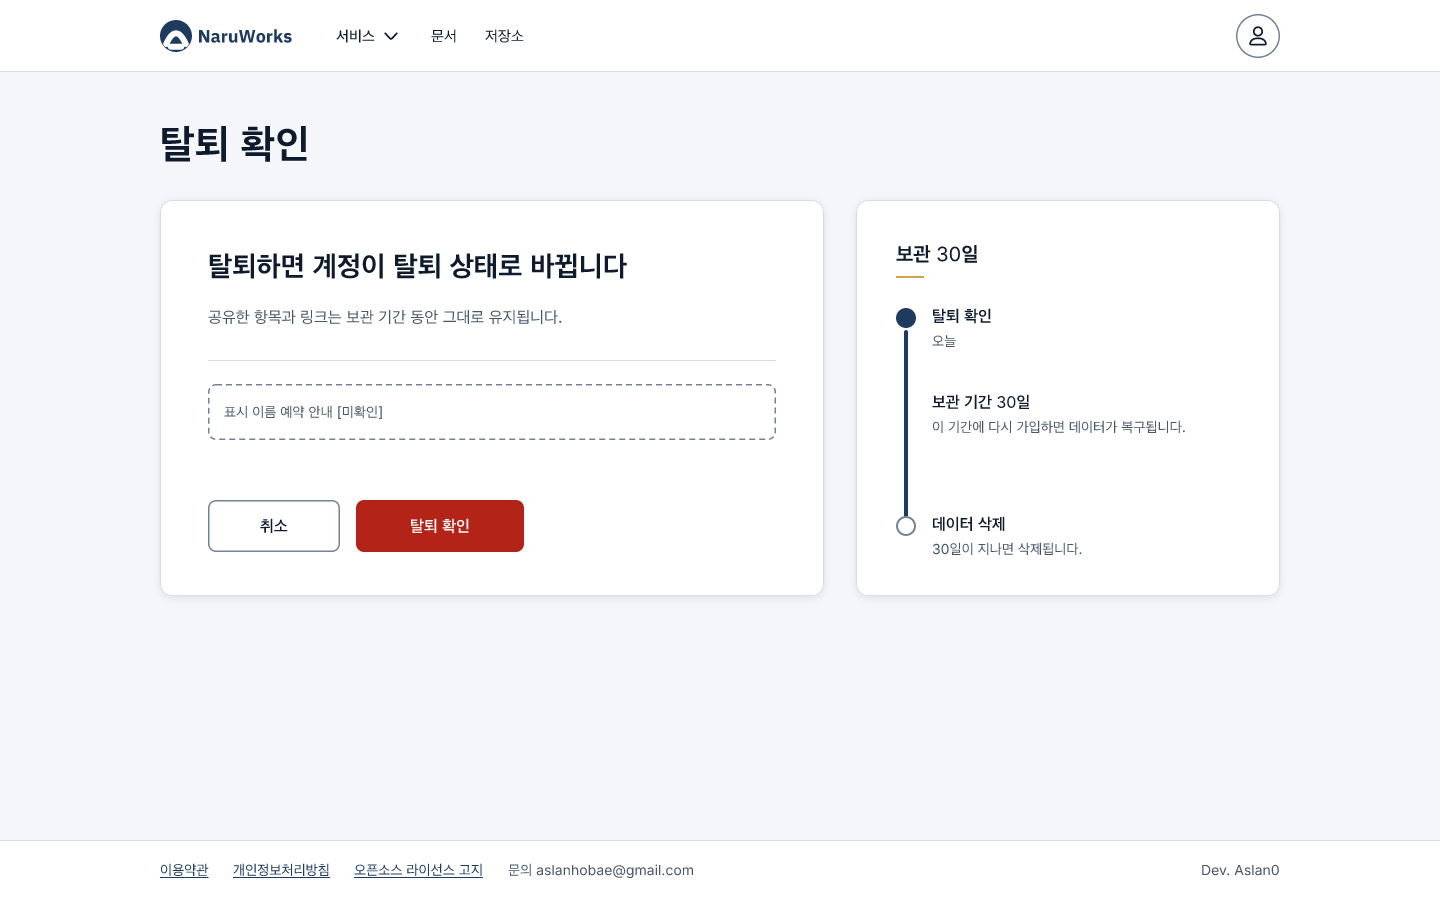 NaruWorks
서비스
문서
저장소
탈퇴 확인
탈퇴하면 계정이 탈퇴 상태로 바뀝니다
공유한 항목과 링크는 보관 기간 동안 그대로 유지됩니다.
표시 이름 예약 안내 [미확인]
취소
탈퇴 확인
보관 30일
탈퇴 확인
오늘
보관 기간 30일
이 기간에 다시 가입하면 데이터가 복구됩니다.
데이터 삭제
30일이 지나면 삭제됩니다.
이용약관
개인정보처리방침
오픈소스 라이선스 고지
문의 aslanhobae@gmail.com
Dev. Aslan0